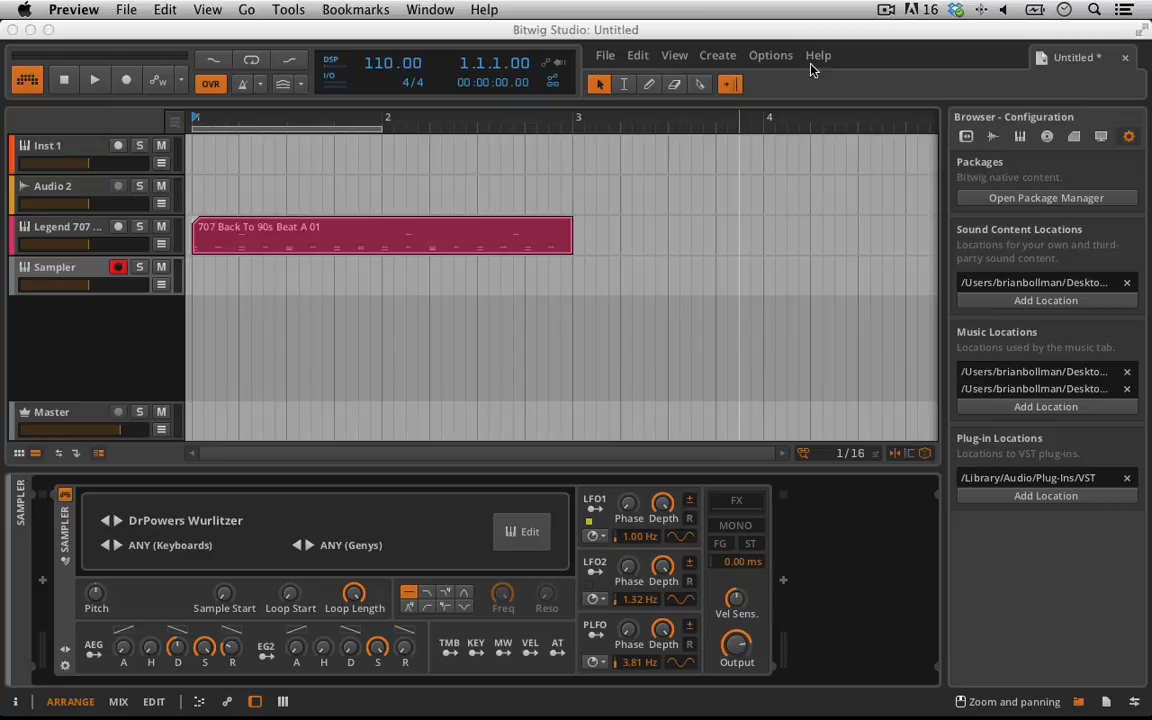 Preview File Edit View Go Tools Bookmarks Window Help 16
Bitwig Studio: Untitled
OVR
DSP
I/O
110.00
4/4
1.1.1.00
00:00:00.00
File Edit View Create Options Help
Untitled *
2 3 4
Inst 1 S M
Audio 2 S M
Legend 707 ... S M
707 Back To 90s Beat A 01
Sampler S M
Master S M
1/16 st
Browser - Configuration
Packages
Bitwig native content.
Open Package Manager
Sound Content Locations
Locations for your own and third-
party sound content.
/Users/brianbollman/Deskto...
Add Location
Music Locations
Locations used by the music tab.
/Users/brianbollman/Deskto...
/Users/brianbollman/Deskto...
Add Location
Plug-in Locations
Locations to VST plug-ins.
/Library/Audio/Plug-Ins/VST
Add Location
SAMPLER
SAMPLER
DrPowers Wurlitzer
ANY (Keyboards) ANY (Genys)
Edit
Pitch Sample Start Loop Start Loop Length Freq Reso
AEG A H D S R EG2 A H D S R
TMB KEY MW VEL AT
LFO1
Phase Depth R
1.00 Hz
LFO2
Phase Depth R
1.32 Hz
PLFO
Phase Depth R
3.81 Hz
FX
MONO
FG ST
0.00 ms
Vel Sens.
Output
ARRANGE MIX EDIT
Zoom and panning